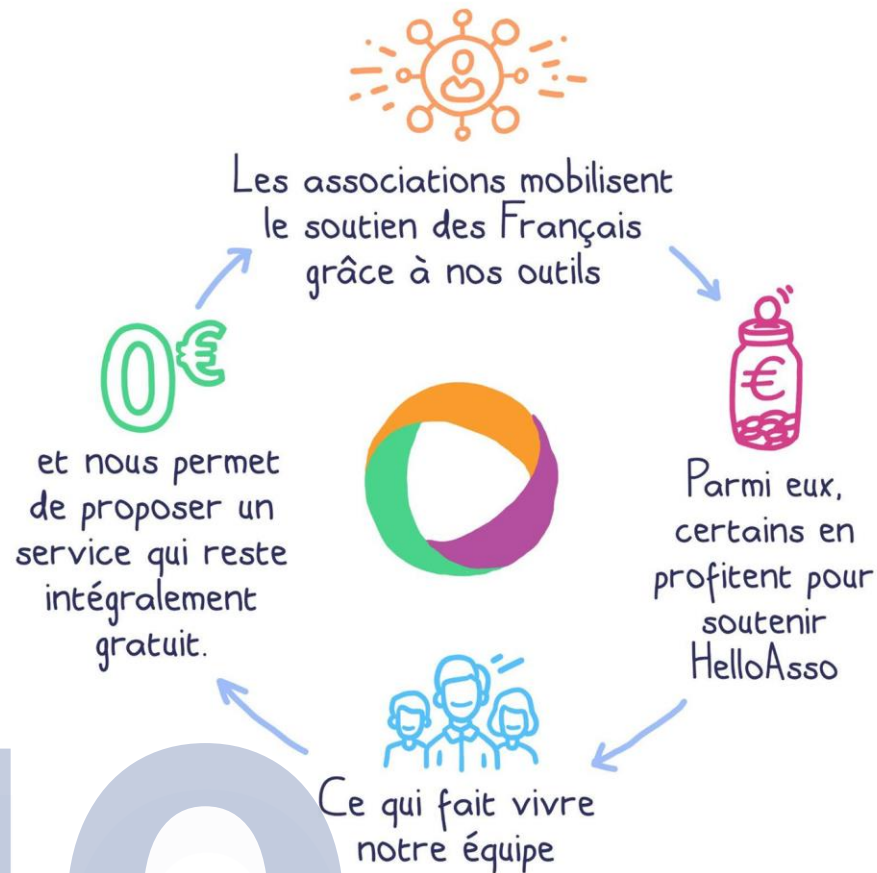 Les associations mobilisent
le soutien des Français
grâce à nos outils
€
Parmi eux,
certains en
profitent pour
soutenir
HelloAsso
Ce qui fait vivre
notre équipe
0€
et nous permet
de proposer un
service qui reste
intégralement
gratuit.